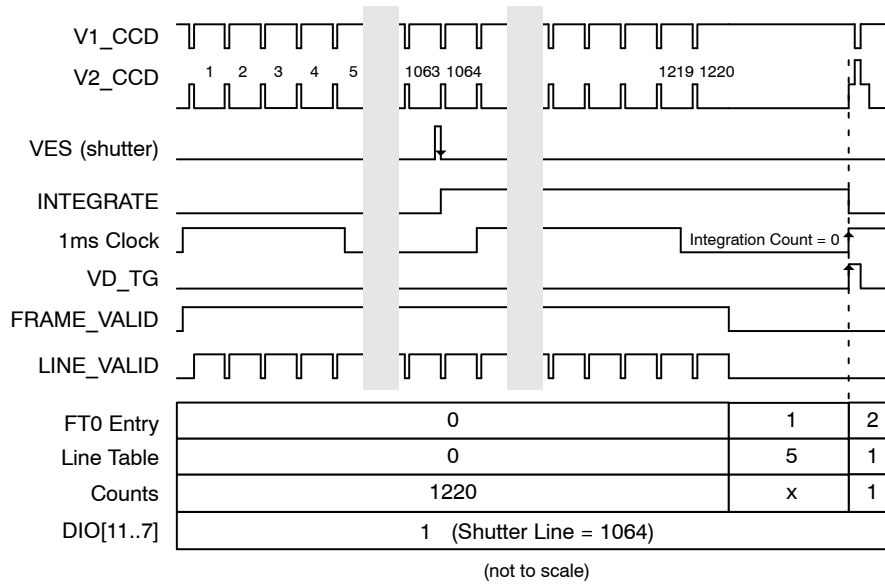 V1_CCD
V2_CCD 1 2 3 4 5 1063 1064 1219 1220
VES (shutter)
INTEGRATE
1ms Clock Integration Count = 0
VD_TG
FRAME_VALID
LINE_VALID
FT0 Entry 0 1 2
Line Table 0 5 1
Counts 1220 x 1
DIO[11..7] 1 (Shutter Line = 1064)
(not to scale)